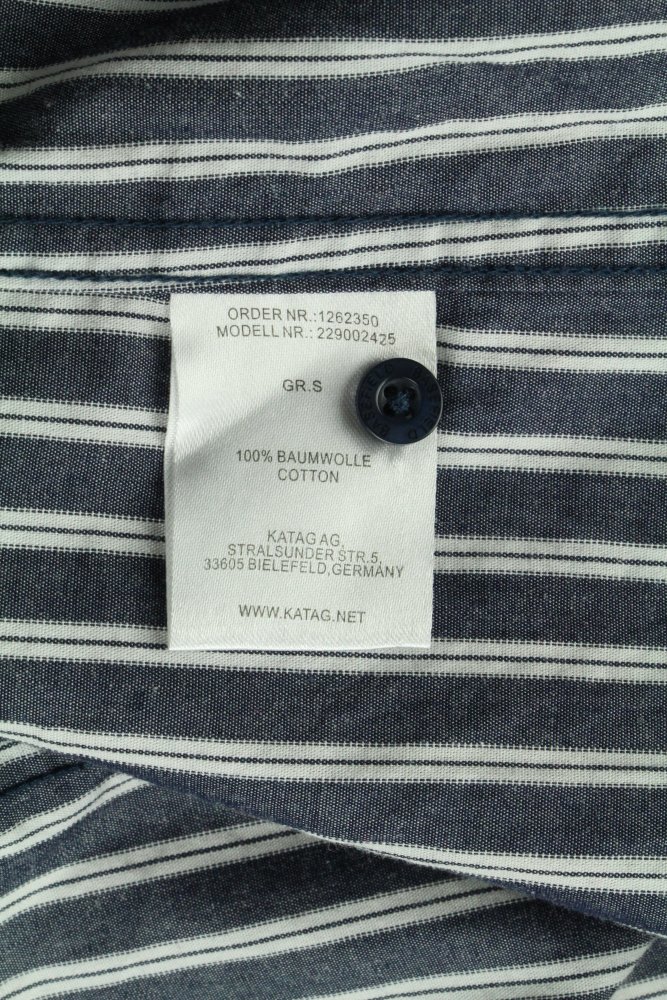 ORDER NR.:1262350
MODELL NR.:229002425
GR.S
100% BAUMWOLLE
COTTON
KATAG AG,
STRALSUNDER STR.5,
33605 BIELEFELD,GERMANY
WWW.KATAG.NET